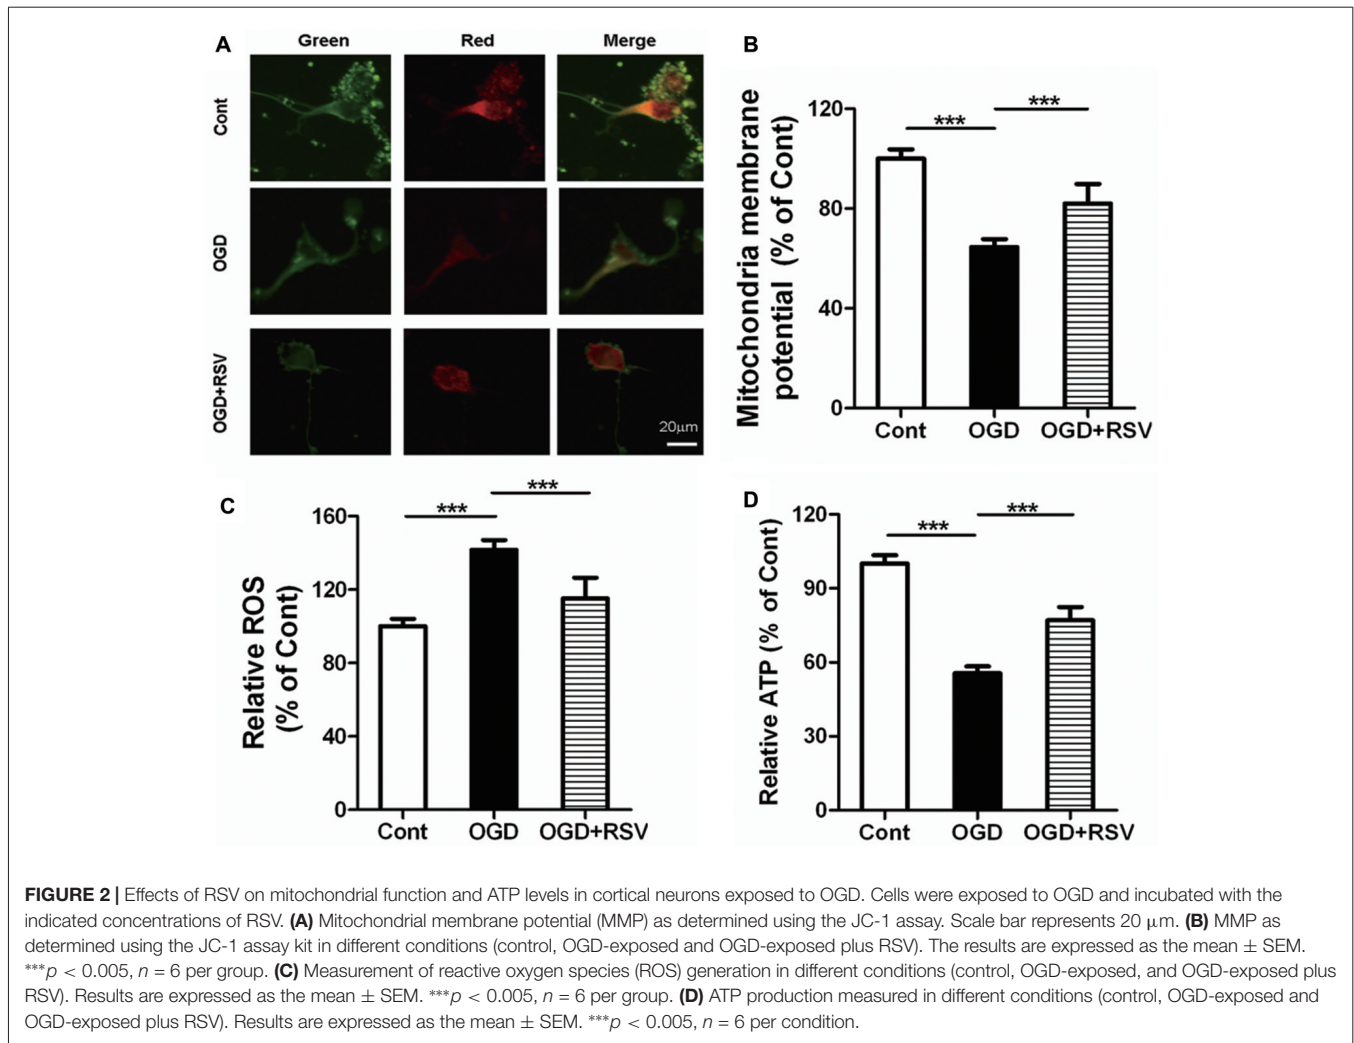 A
Green
Red
Merge
Cont
OGD
OGD+RSV
20μm
B
Mitochondria membrane
potential (% of Cont)
120
80
40
0
***
***
Cont
OGD
OGD+RSV
C
Relative ROS
(% of Cont)
160
120
80
40
0
***
***
Cont
OGD
OGD+RSV
D
Relative ATP (% of Cont)
120
90
60
30
0
***
***
Cont
OGD
OGD+RSV
FIGURE 2 | Effects of RSV on mitochondrial function and ATP levels in cortical neurons exposed to OGD. Cells were exposed to OGD and incubated with the
indicated concentrations of RSV. (A) Mitochondrial membrane potential (MMP) as determined using the JC-1 assay. Scale bar represents 20 μm. (B) MMP as
determined using the JC-1 assay kit in different conditions (control, OGD-exposed and OGD-exposed plus RSV). The results are expressed as the mean ± SEM.
***p < 0.005, n = 6 per group. (C) Measurement of reactive oxygen species (ROS) generation in different conditions (control, OGD-exposed, and OGD-exposed plus
RSV). Results are expressed as the mean ± SEM. ***p < 0.005, n = 6 per group. (D) ATP production measured in different conditions (control, OGD-exposed and
OGD-exposed plus RSV). Results are expressed as the mean ± SEM. ***p < 0.005, n = 6 per condition.